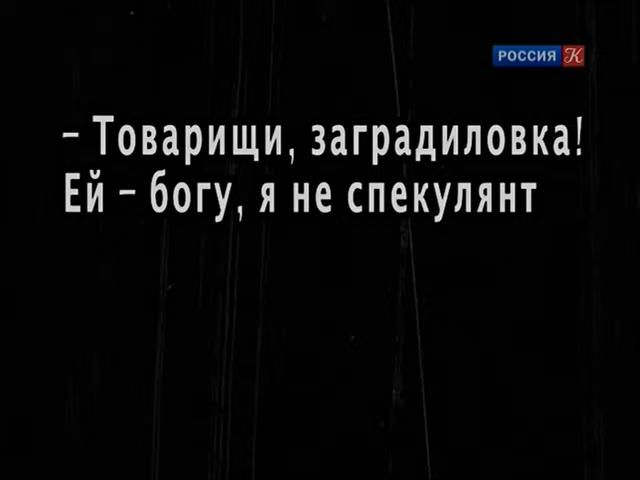 РОССИЯ К
– Товарищи, заградиловка!
Ей – богу, я не спекулянт